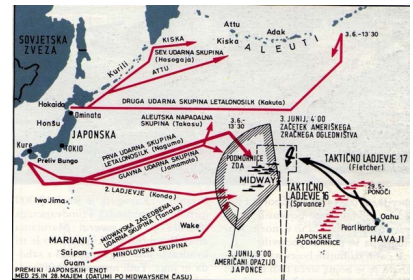 SOVJETSKA
ZVEZA
Attu
Kiska
Adak
ALEUTI
3.6.-13'30
Kurili
KISKA
SEV. UDARNA SKUPINA
(Hosogaja)
ATTU
Hokaido
Ominato
DRUGA UDARNA SKUPINA LETALONOSILK (Kakuta)
Honšu
JAPONSKA
TOKIO
Kure
Preliv Bungo
ALEUTSKA NAPADALNA
SKUPINA (Takasu)
3.6.-
13'30
3. JUNIJ, 4'00
ZAČETEK AMERIŠKEGA
ZRAČNEGA OGLEDNIŠTVA
PRVA UDARNA SKUPINA
LETALONOSILK (Nagumo)
GLAVNA UDARNA SKUPINA
(Jamamoto)
PODMORNICE
ZDA
MIDWAY
TAKTIČNO LADJEVJE 17
(Fletcher)
2. LADJEVJE (Kondo)
TAKTIČNO
LADJEVJE 16
(Spruance)
29.5.-
PONOČI
Iwo Jima
MIDWAYSKA ZASEDBENA
UDARNA SKUPINA (Tanaka)
Wake
MARIANI
Saipan
Guam
MINOLOVSKA SKUPINA
JAPONSKE
PODMORNICE
Oahu
Pearl Harbor
HAVAJI
3. JUNIJ, 9'00
AMERIČANI OPAZIJO
JAPONCE
PREMIKI JAPONSKIH ENOT
MED 25. IN 28. MAJEM (DATUMI PO MIDWAYSKEM ČASU)